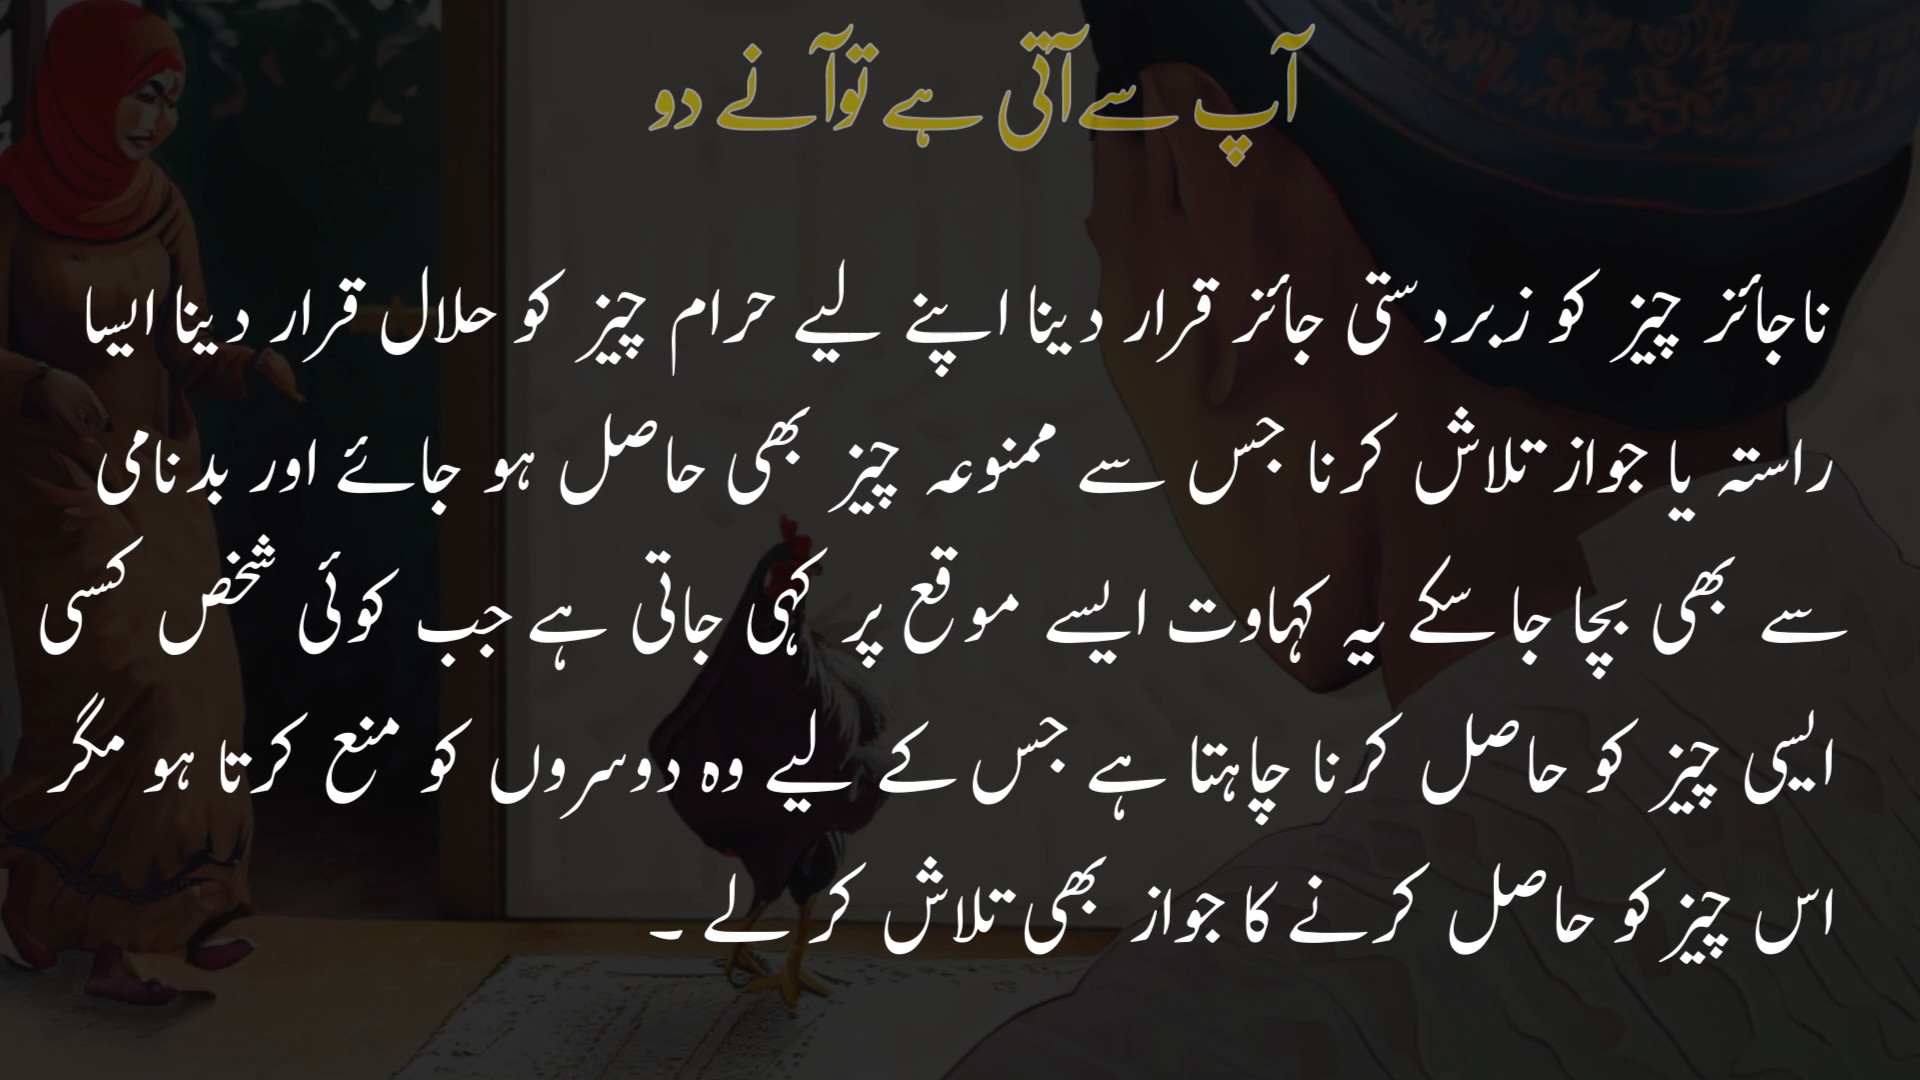 آپ سے آتی ہے تو آنے دو
ناجائز چیز کو زبردستی جائز قرار دینا اپنے لیے حرام چیز کو حلال قرار دینا ایسا
راستہ یا جواز تلاش کرنا جس سے ممنوعہ چیز بھی حاصل ہو جائے اور بدنامی
سے بھی بچا جا سکے یہ کہاوت ایسے موقع پر کہی جاتی ہے جب کوئی شخص کسی
ایسی چیز کو حاصل کرنا چاہتا ہے جس کے لیے وہ دوسروں کو منع کرتا ہو مگر
اس چیز کو حاصل کرنے کا جواز بھی تلاش کر لے ۔